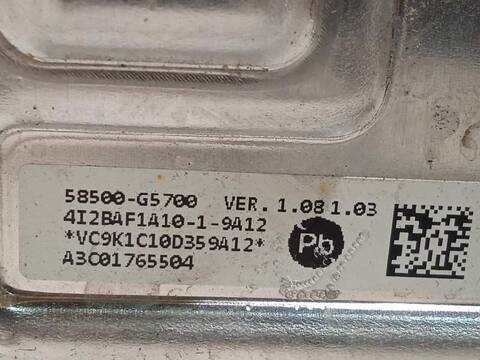 58500-G5700 VER. 1.08 1.03
4I2BAF1A10-1-9A12
*VC9K1C10D359A12*
A3C01765504
Pb